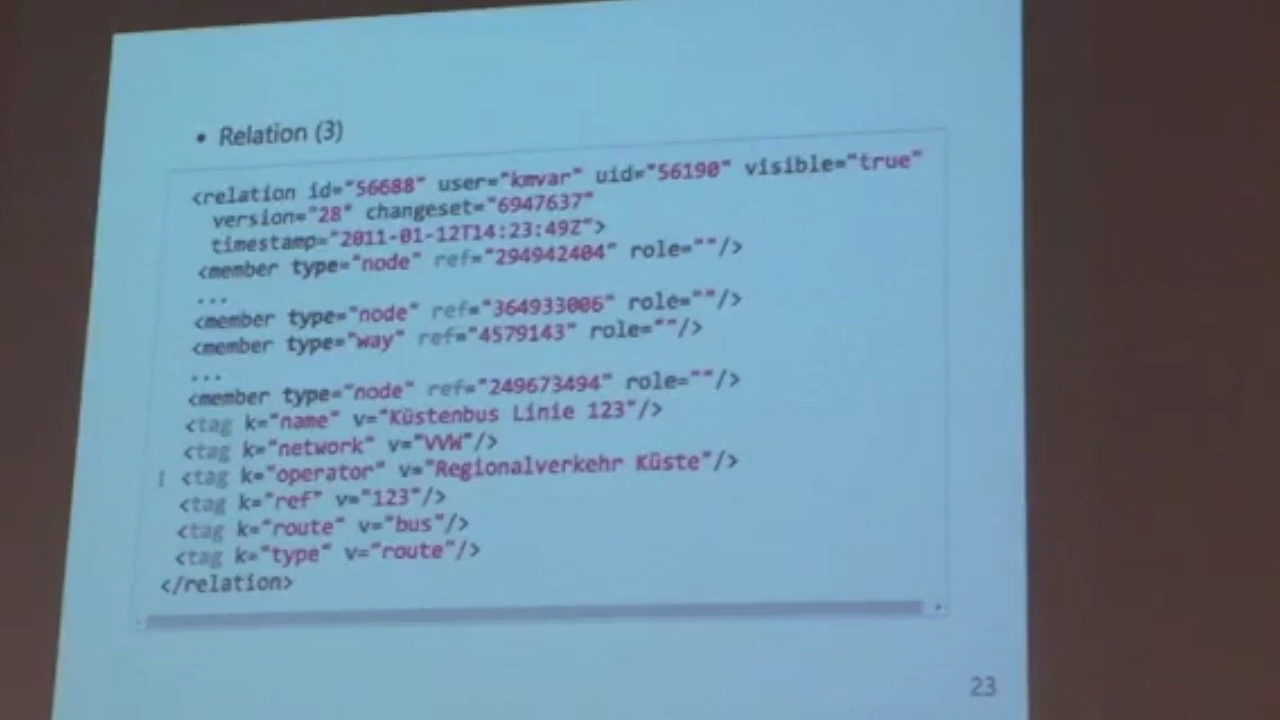 • Relation (3)
<relation id="56688" user="kmvar" uid="56190" visible="true"
version="28" changeset="6947637"
timestamp="2011-01-12T14:23:49Z">
<member type="node" ref="294942404" role=""/>
...
<member type="node" ref="364933006" role=""/>
<member type="way" ref="4579143" role=""/>
...
<member type="node" ref="249673494" role=""/>
<tag k="name" v="Küstenbus Linie 123"/>
<tag k="network" v="VVW"/>
<tag k="operator" v="Regionalverkehr Küste"/>
<tag k="ref" v="123"/>
<tag k="route" v="bus"/>
<tag k="type" v="route"/>
</relation>
23